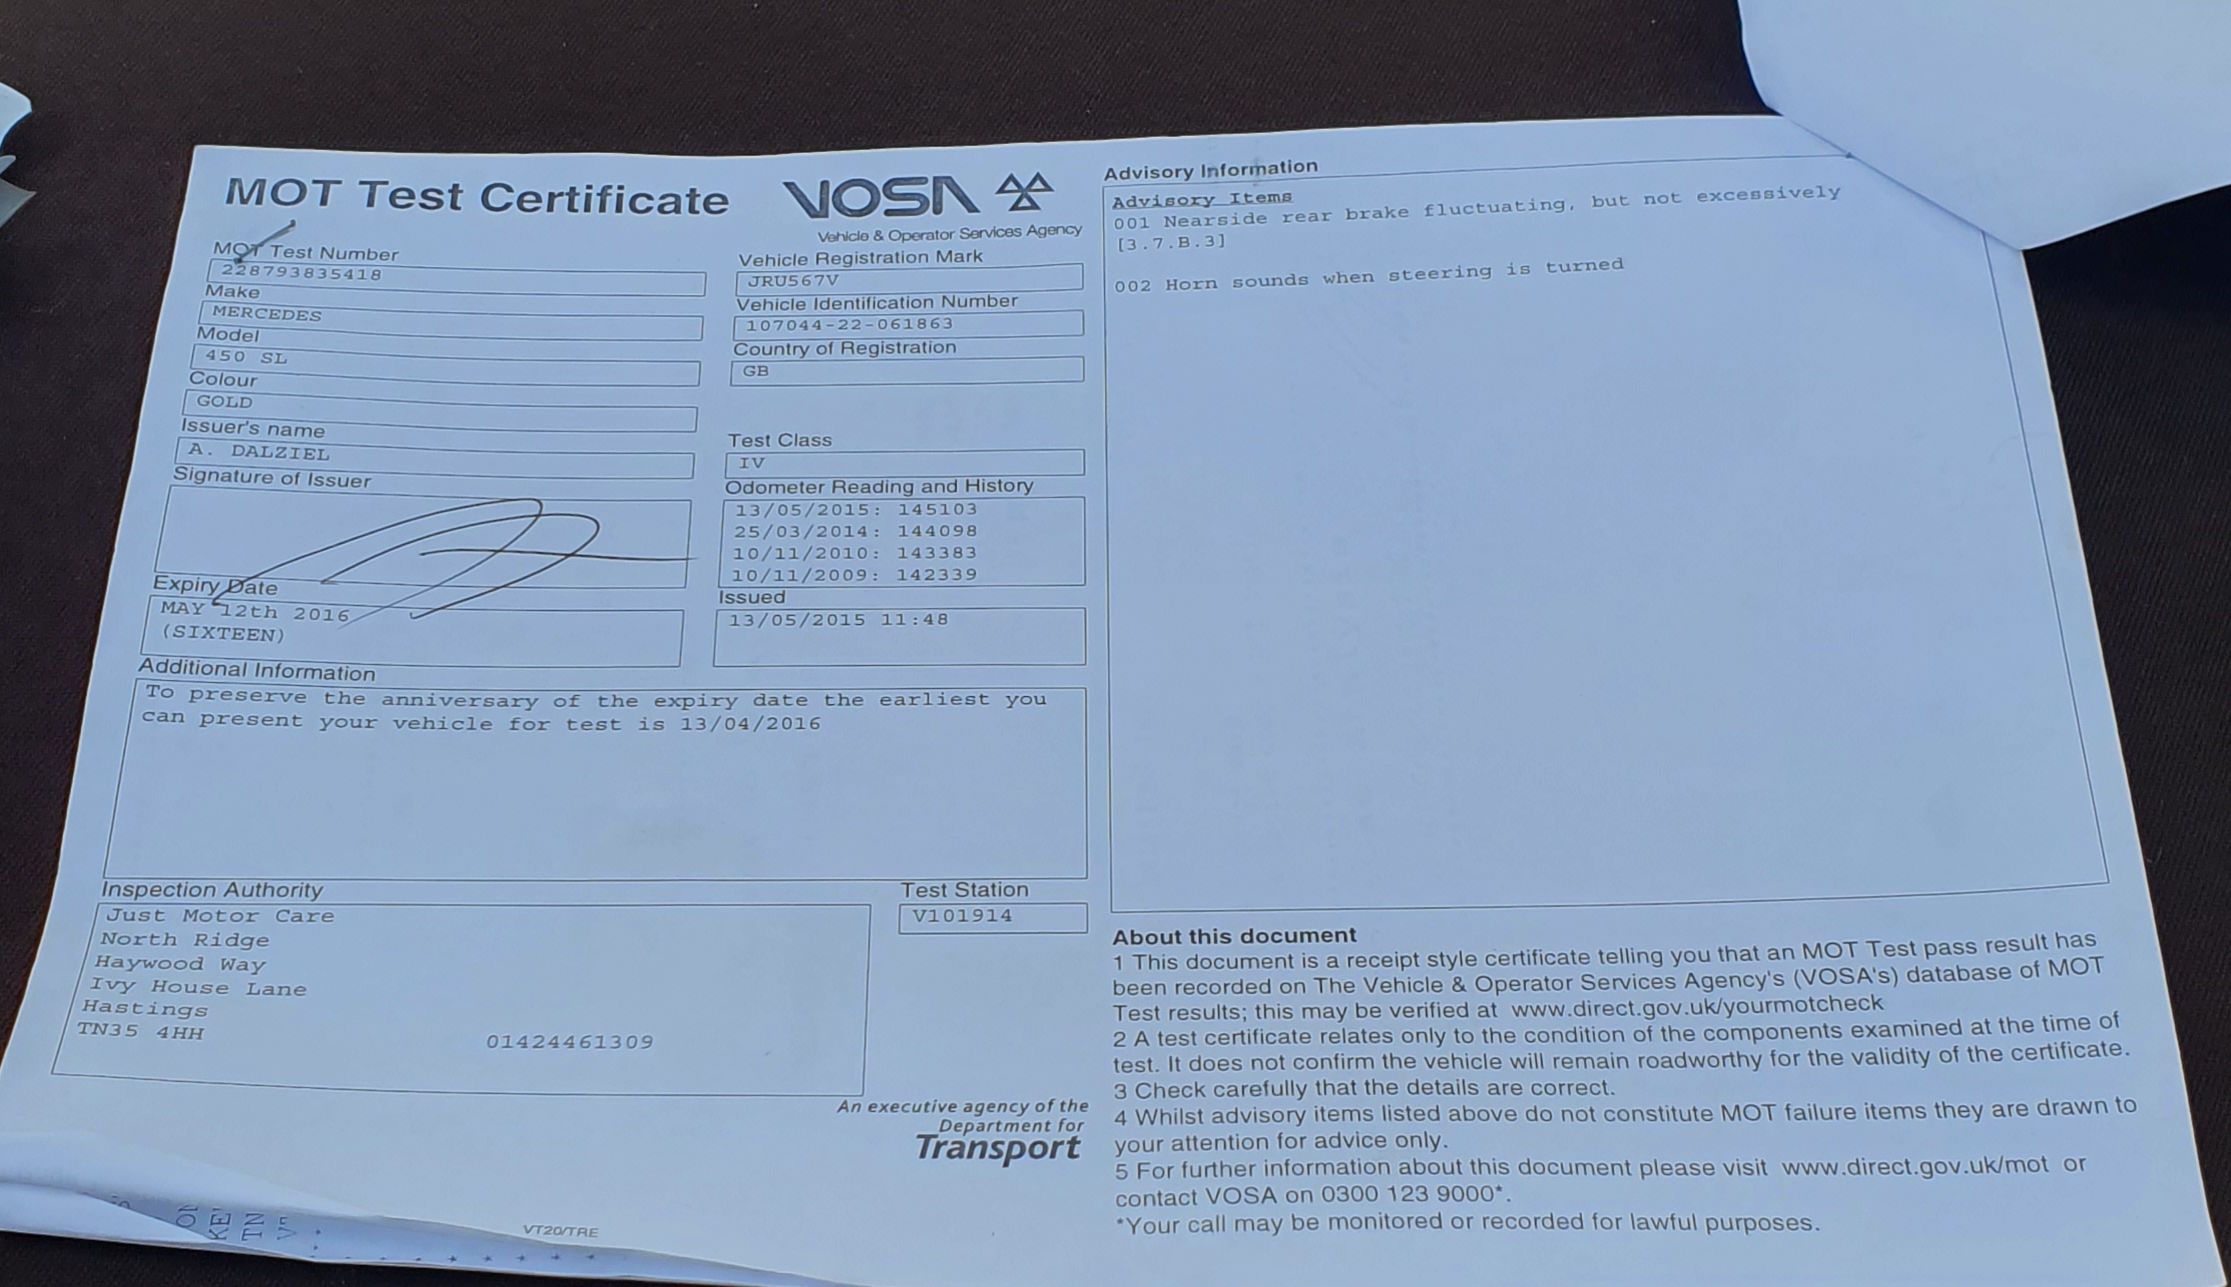 MOT Test Certificate
VOSA
Vehicle & Operator Services Agency
MOT Test Number
228793835418
Make
MERCEDES
Model
450 SL
Colour
GOLD
Issuer's name
A. DALZIEL
Signature of Issuer
Expiry Date
MAY 12th 2016
(SIXTEEN)
Vehicle Registration Mark
JRU567V
Vehicle Identification Number
107044-22-061863
Country of Registration
GB
Test Class
IV
Odometer Reading and History
13/05/2015: 145103
25/03/2014: 144098
10/11/2010: 143383
10/11/2009: 142339
Issued
13/05/2015 11:48
Additional Information
To preserve the anniversary of the expiry date the earliest you
can present your vehicle for test is 13/04/2016
Inspection Authority
Just Motor Care
North Ridge
Haywood Way
Ivy House Lane
Hastings
TN35 4HH 01424461309
Test Station
V101914
An executive agency of the
Department for
Transport
VT20/TRE
Advisory Information
Advisory Items
001 Nearside rear brake fluctuating, but not excessively
[3.7.B.3]
002 Horn sounds when steering is turned
About this document
1 This document is a receipt style certificate telling you that an MOT Test pass result has
been recorded on The Vehicle & Operator Services Agency's (VOSA's) database of MOT
Test results; this may be verified at www.direct.gov.uk/yourmotcheck
2 A test certificate relates only to the condition of the components examined at the time of
test. It does not confirm the vehicle will remain roadworthy for the validity of the certificate.
3 Check carefully that the details are correct.
4 Whilst advisory items listed above do not constitute MOT failure items they are drawn to
your attention for advice only.
5 For further information about this document please visit www.direct.gov.uk/mot or
contact VOSA on 0300 123 9000*.
*Your call may be monitored or recorded for lawful purposes.